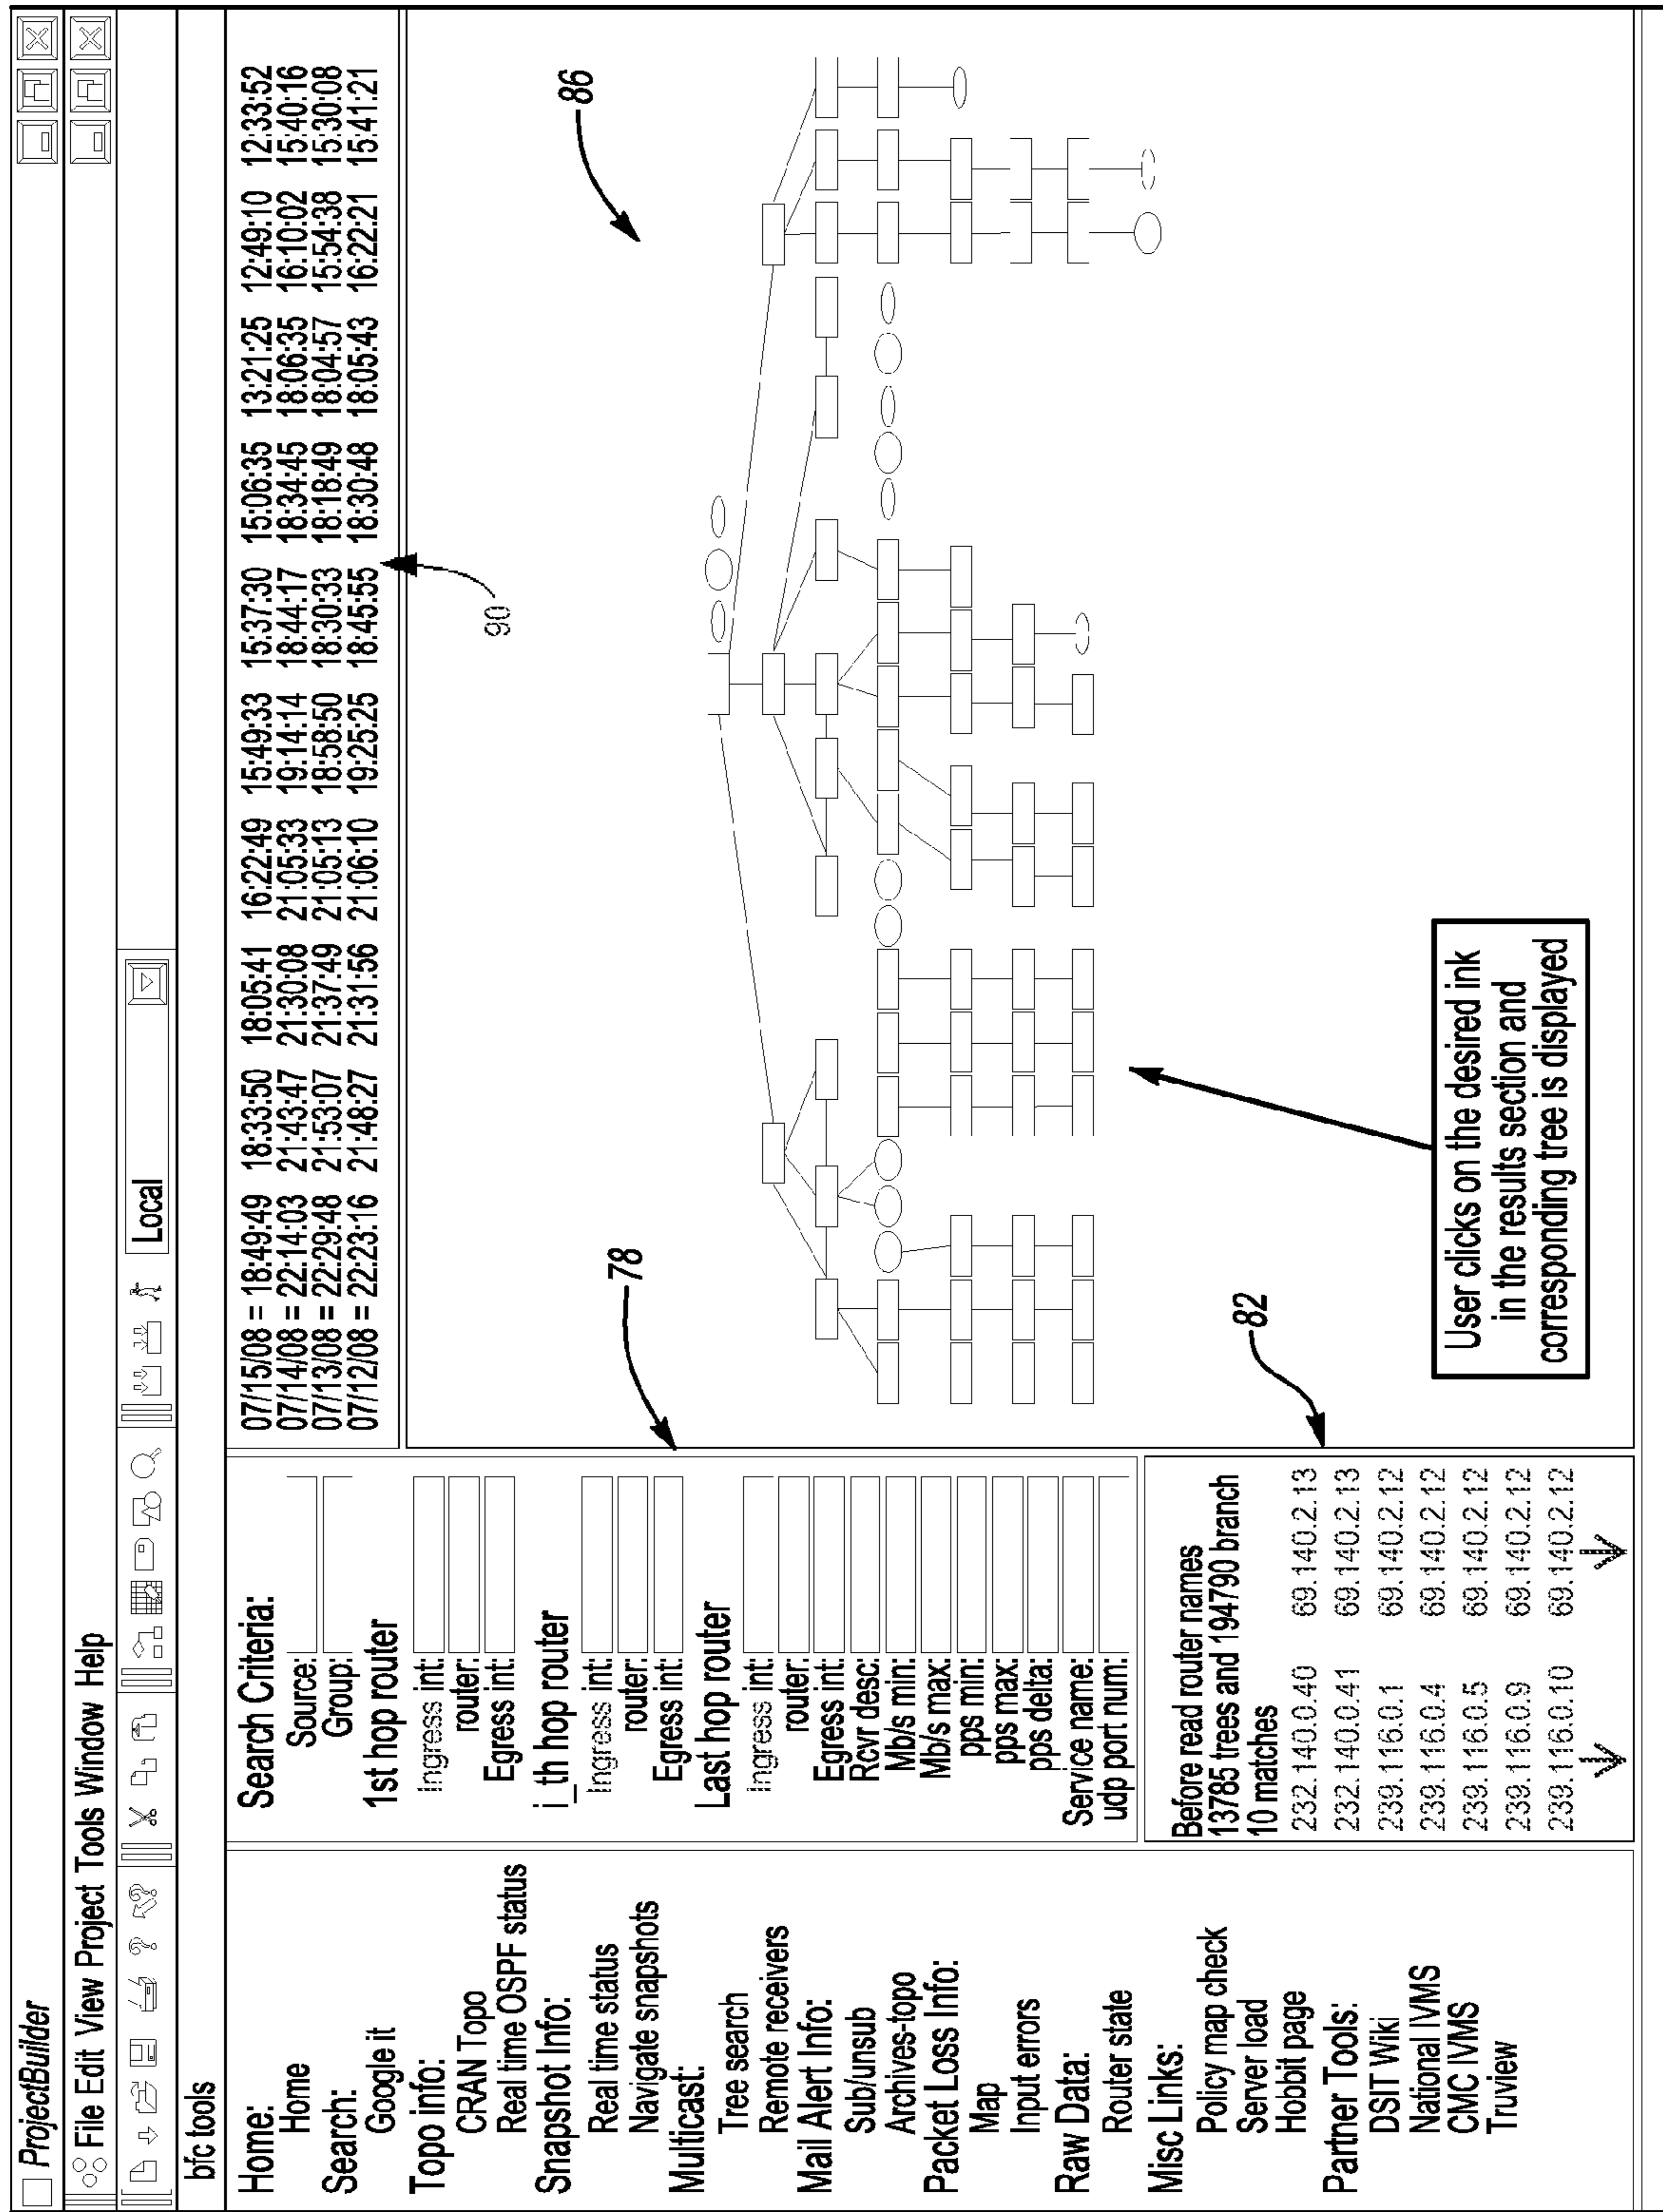 ProjectBuilder
File Edit View Project Tools Window Help
Local
bfc tools
Home:
Home
Search:
Google it
Topo info:
CRAN Topo
Real time OSPF status
Snapshot Info:
Real time status
Navigate snapshots
Multicast:
Tree search
Remote receivers
Mail Alert Info:
Sub/unsub
Archives-topo
Packet Loss Info:
Map
Input errors
Raw Data:
Router state
Misc Links:
Policy map check
Server load
Hobbit page
Partner Tools:
DSIT Wiki
National IVMS
CMC IVMS
Truview
Search Criteria:
Source:
Group:
1st hop router
Ingress int:
router:
Egress int:
i_th hop router
Ingress int:
router:
Egress int:
Last hop router
Ingress int:
router:
Egress int:
Rcvr desc:
Mb/s min:
Mb/s max:
pps min:
pps max:
pps delta:
Service name:
udp port num:
Before read router names
13785 trees and 194790 branch
10 matches
232.140.0.40 69.140.2.13
232.140.0.41 69.140.2.13
239.116.0.1 69.140.2.12
239.116.0.4 69.140.2.12
239.116.0.5 69.140.2.12
239.116.0.9 69.140.2.12
239.116.0.10 69.140.2.12
07/15/08 = 18:49:49 18:33:50 18:05:41 16:22:49 15:49:33 15:37:30 15:06:35 13:21:25 12:49:10 12:33:52
07/14/08 = 22:14:03 21:43:47 21:30:08 21:05:33 19:14:14 18:44:17 18:34:45 18:06:35 16:10:02 15:40:16
07/13/08 = 22:29:48 21:53:07 21:37:49 21:05:13 18:58:50 18:30:33 18:18:49 18:04:57 15:54:38 15:30:08
07/12/08 = 22:23:16 21:48:27 21:31:56 21:06:10 19:25:25 18:45:55 18:30:48 18:05:43 16:22:21 15:41:21
90
86
78
82
User clicks on the desired ink
in the results section and
corresponding tree is displayed